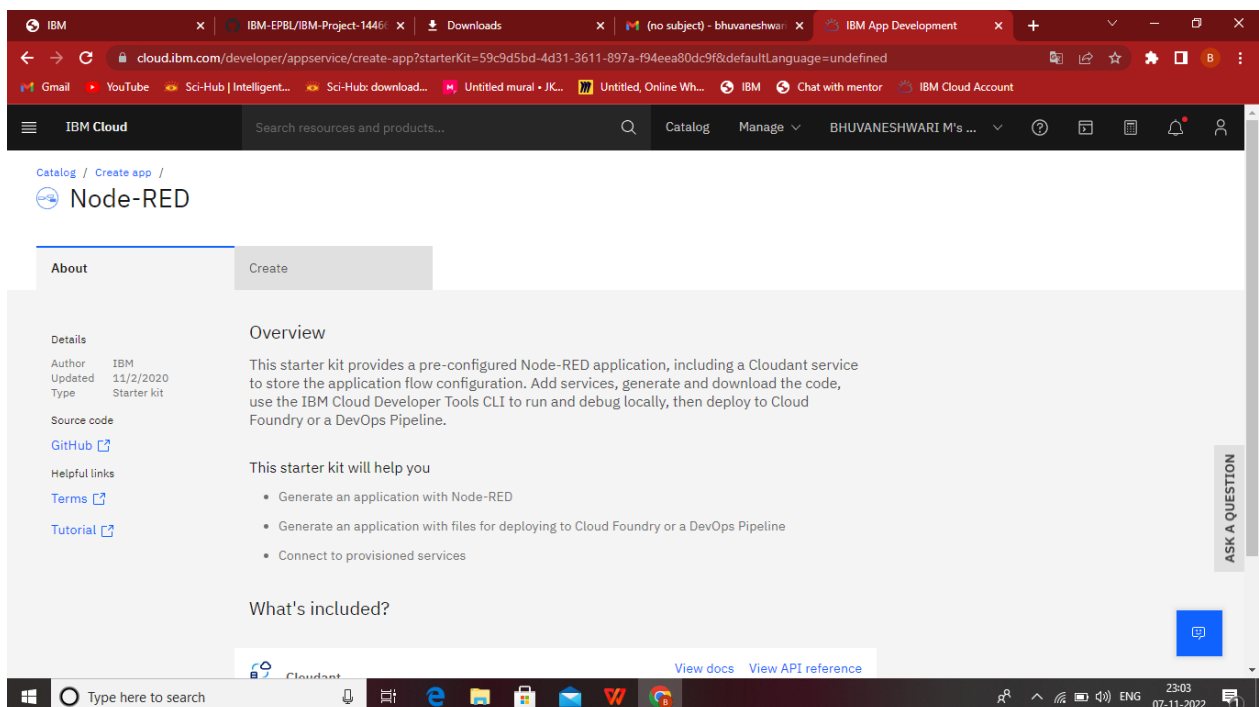 IBM
IBM-EPBL/IBM-Project-1446
Downloads
(no subject) - bhuvaneshwari
IBM App Development
cloud.ibm.com/developer/appservice/create-app?starterKit=59c9d5bd-4d31-3611-897a-f94eea80dc9f&defaultLanguage=undefined
B
Gmail
YouTube
Sci-Hub | Intelligent...
Sci-Hub: download...
Untitled mural • JK...
Untitled, Online Wh...
IBM
Chat with mentor
IBM Cloud Account
IBM Cloud
Search resources and products...
Catalog
Manage
BHUVANESHWARI M's ...
Catalog / Create app /
Node-RED
About
Create
Details
Author IBM
Updated 11/2/2020
Type Starter kit
Source code
GitHub
Helpful links
Terms
Tutorial
Overview
This starter kit provides a pre-configured Node-RED application, including a Cloudant service
to store the application flow configuration. Add services, generate and download the code,
use the IBM Cloud Developer Tools CLI to run and debug locally, then deploy to Cloud
Foundry or a DevOps Pipeline.
This starter kit will help you
• Generate an application with Node-RED
• Generate an application with files for deploying to Cloud Foundry or a DevOps Pipeline
• Connect to provisioned services
What's included?
Cloudant
View docs View API reference
ASK A QUESTION
Type here to search
ENG
23:03
07-11-2022